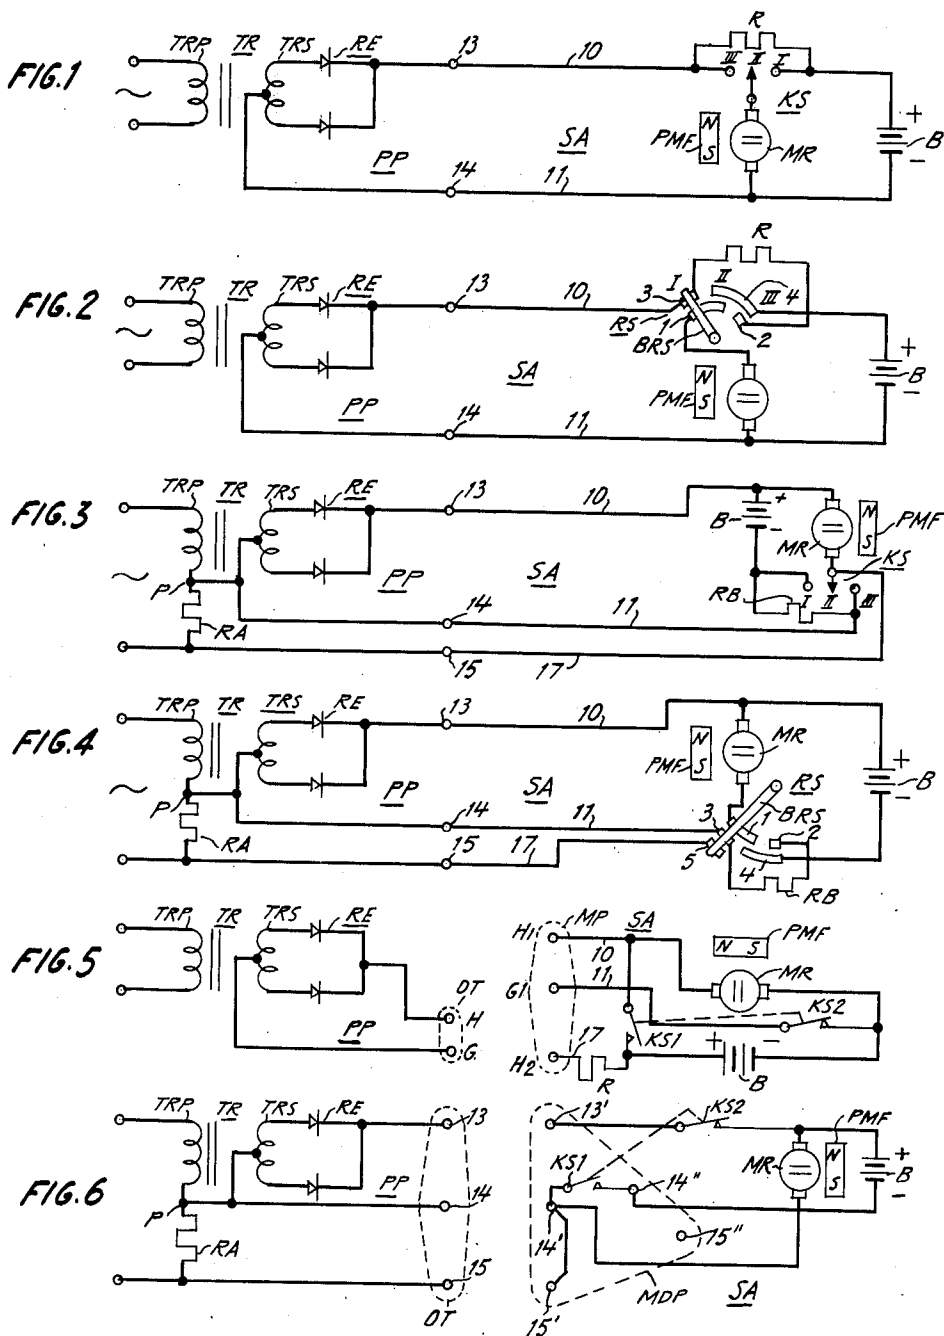 FIG.1
TRP TR TRS RE 13 10 R
III II I
KS
PMF N S MR
+ B -
PP SA
14 11
FIG.2
TRP TR TRS RE 13 10 R
I II III 4
3 RS 1 BRS 2
PMF N S
+ B -
PP SA
14 11
FIG.3
TRP TR TRS RE 13 10
B + -
MR N S PMF
KS
RB I II III
P PP SA
14 11
RA
15 17
FIG.4
TRP TR TRS RE 13 10
PMF N S MR
RS
BRS
+ B -
P PP SA
14 11 3 1 2
RA 15 17 5 4
RB
FIG.5
TRP TR TRS RE
OT H
PP G
MP SA
H1 10
11
G1
N S PMF
MR
KS2
KS1
17
H2 R
+ -
B
FIG.6
TRP TR TRS RE 13
PP
P 14
RA 15
OT
13' KS2 PMF
KS1 MR N S + B -
14''
14' 15''
MDP SA
15'